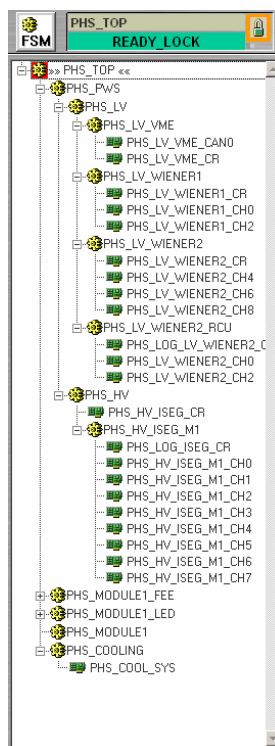 FSM
PHS_TOP
READY_LOCK
»» PHS_TOP ««
PHS_PWS
PHS_LV
PHS_LV_VME
PHS_LV_VME_CAN0
PHS_LV_VME_CR
PHS_LV_WIENER1
PHS_LV_WIENER1_CR
PHS_LV_WIENER1_CH0
PHS_LV_WIENER1_CH2
PHS_LV_WIENER2
PHS_LV_WIENER2_CR
PHS_LV_WIENER2_CH4
PHS_LV_WIENER2_CH6
PHS_LV_WIENER2_CH8
PHS_LV_WIENER2_RCU
PHS_LOG_LV_WIENER2_C
PHS_LV_WIENER2_CH0
PHS_LV_WIENER2_CH2
PHS_HV
PHS_HV_ISEG_CR
PHS_HV_ISEG_M1
PHS_LOG_ISEG_CR
PHS_HV_ISEG_M1_CH0
PHS_HV_ISEG_M1_CH1
PHS_HV_ISEG_M1_CH2
PHS_HV_ISEG_M1_CH3
PHS_HV_ISEG_M1_CH4
PHS_HV_ISEG_M1_CH5
PHS_HV_ISEG_M1_CH6
PHS_HV_ISEG_M1_CH7
PHS_MODULE1_FEE
PHS_MODULE1_LED
PHS_MODULE1
PHS_COOLING
PHS_COOL_SYS